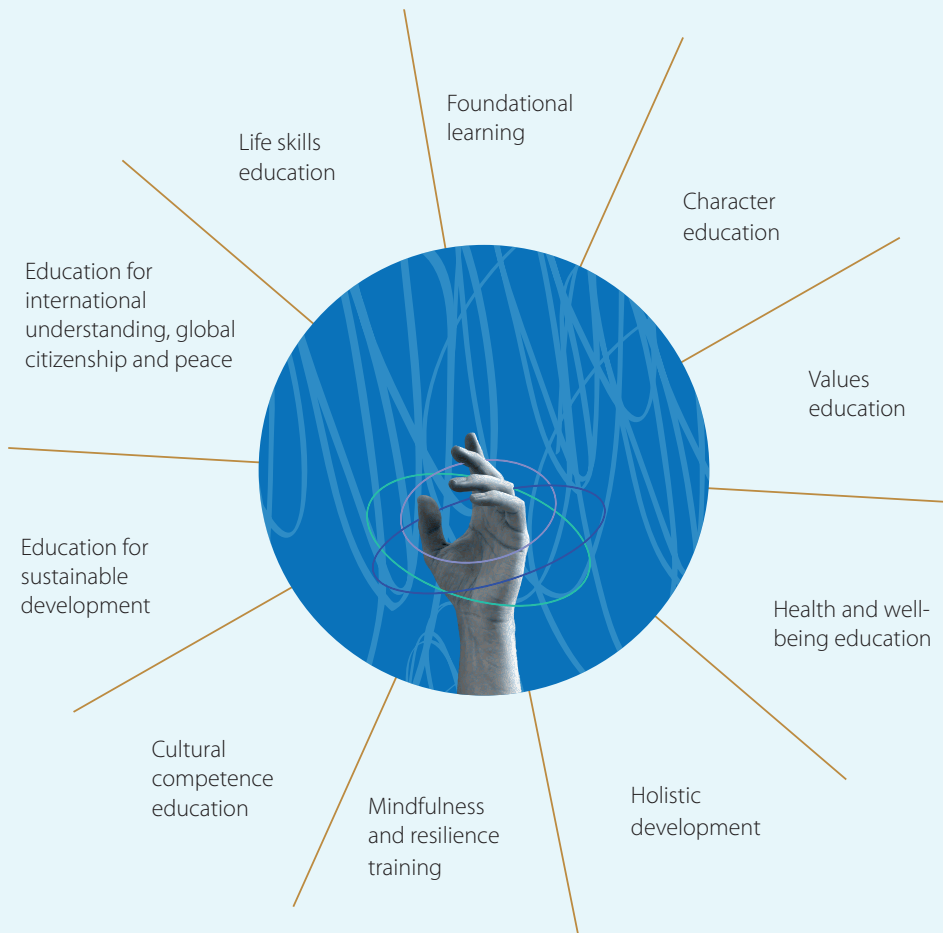 Foundational
learning
Character
education
Values
education
Health and well-
being education
Holistic
development
Mindfulness
and resilience
training
Cultural
competence
education
Education for
sustainable
development
Education for
international
understanding, global
citizenship and peace
Life skills
education